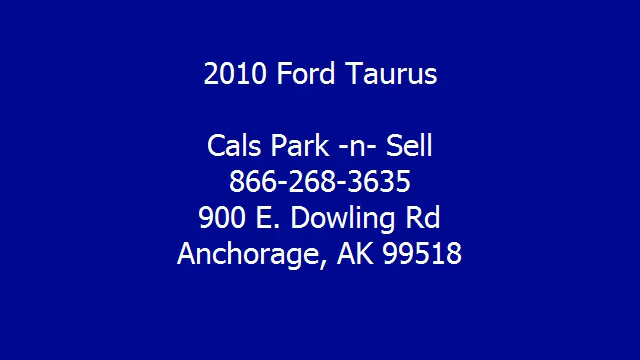 2010 Ford Taurus
Cals Park -n- Sell
866-268-3635
900 E. Dowling Rd
Anchorage, AK 99518